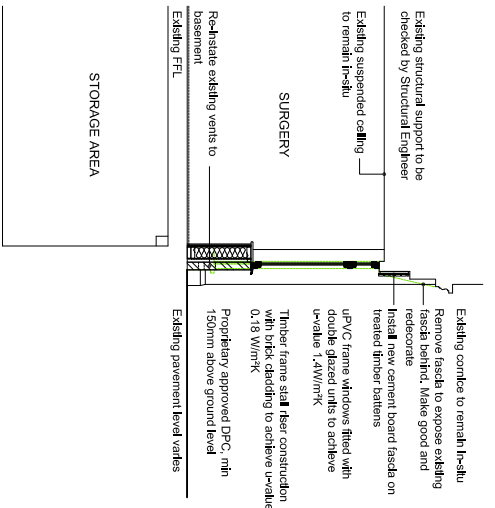 Existing cornice to remain in-situ
Remove fascia to expose existing
fascia behind. Make good and
redecorate
Install new cement board fascia on
treated timber battens
uPVC frame windows fitted with
double glazed units to achieve
u-value 1.4W/m²K
Timber frame stall riser construction
with brick cladding to achieve u-value
0.18 W/m²K
Proprietary approved DPC, min
150mm above ground level
Existing pavement level varies
Existing structural support to be
checked by Structural Engineer
Existing suspended ceiling
to remain in-situ
SURGERY
Re-instate existing vents to
basement
Existing FFL
STORAGE AREA